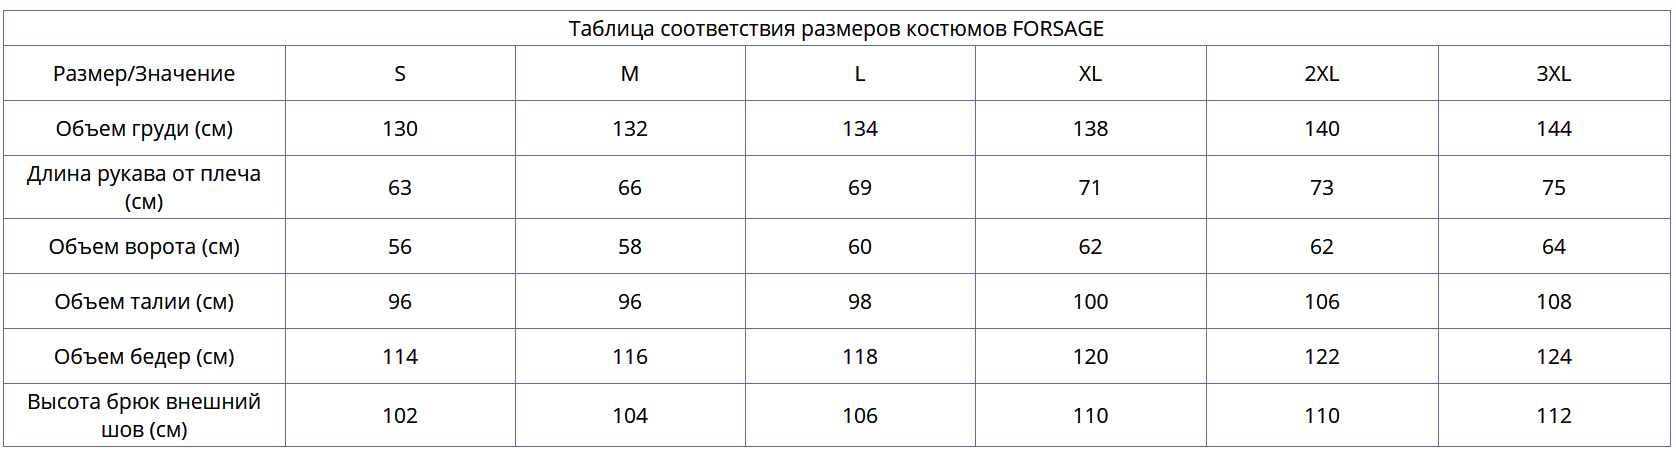 Таблица соответствия размеров костюмов FORSAGE
Размер/Значение S M L XL 2XL 3XL
Объем груди (см) 130 132 134 138 140 144
Длина рукава от плеча
(см) 63 66 69 71 73 75
Объем ворота (см) 56 58 60 62 62 64
Объем талии (см) 96 96 98 100 106 108
Объем бедер (см) 114 116 118 120 122 124
Высота брюк внешний
шов (см) 102 104 106 110 110 112